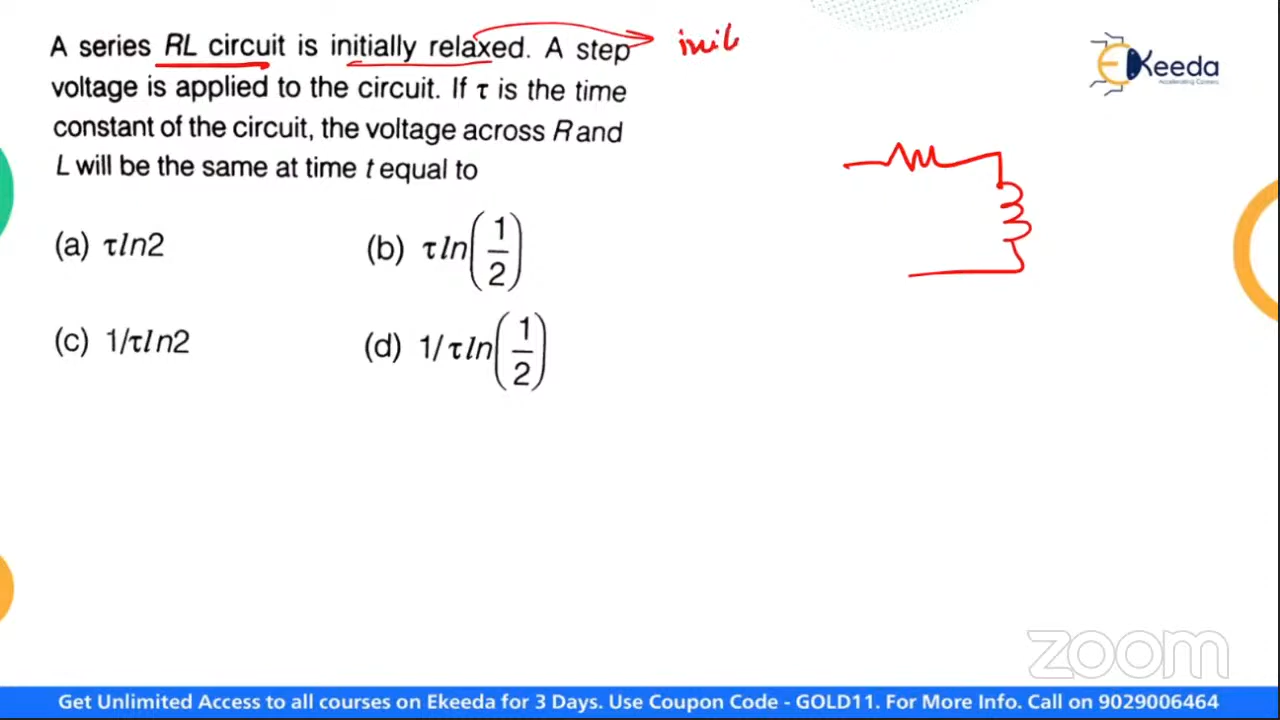 A series RL circuit is initially relaxed. A step
voltage is applied to the circuit. If τ is the time
constant of the circuit, the voltage across R and
L will be the same at time t equal to
(a) τln2
(b) τln(1/2)
(c) 1/τln2
(d) 1/τln(1/2)
Ekeeda
Accelerating Careers
zoom
Get Unlimited Access to all courses on Ekeeda for 3 Days. Use Coupon Code - GOLD11. For More Info. Call on 9029006464